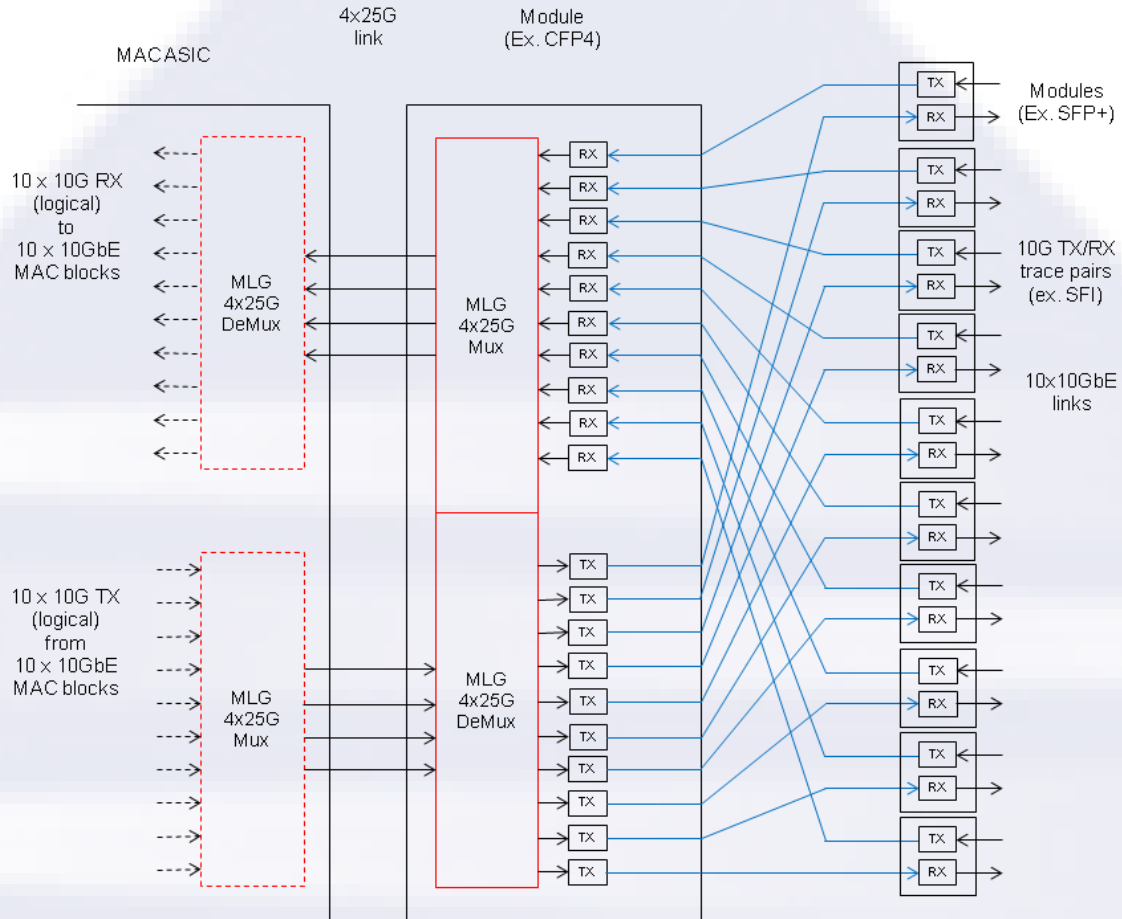 MAC ASIC
4x25G
link
Module
(Ex. CFP4)
Modules
(Ex. SFP+)
10 x 10G RX
(logical)
to
10 x 10GbE
MAC blocks
MLG
4x25G
DeMux
MLG
4x25G
Mux
RX
RX
RX
RX
RX
RX
RX
RX
RX
RX
10 x 10G TX
(logical)
from
10 x 10GbE
MAC blocks
MLG
4x25G
Mux
MLG
4x25G
DeMux
TX
TX
TX
TX
TX
TX
TX
TX
TX
TX
TX
RX
TX
RX
TX
RX
TX
RX
TX
RX
TX
RX
TX
RX
TX
RX
TX
RX
TX
RX
10G TX/RX
trace pairs
(ex. SFI)
10x10GbE
links